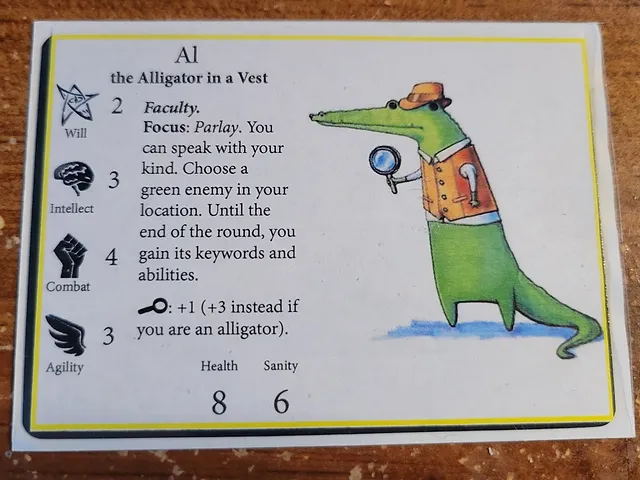 Al
the Alligator in a Vest
2
Will
3
Intellect
4
Combat
3
Agility
Faculty.
Focus: Parlay. You
can speak with your
kind. Choose a
green enemy in your
location. Until the
end of the round, you
gain its keywords and
abilities.
: +1 (+3 instead if
you are an alligator).
Health Sanity
8 6